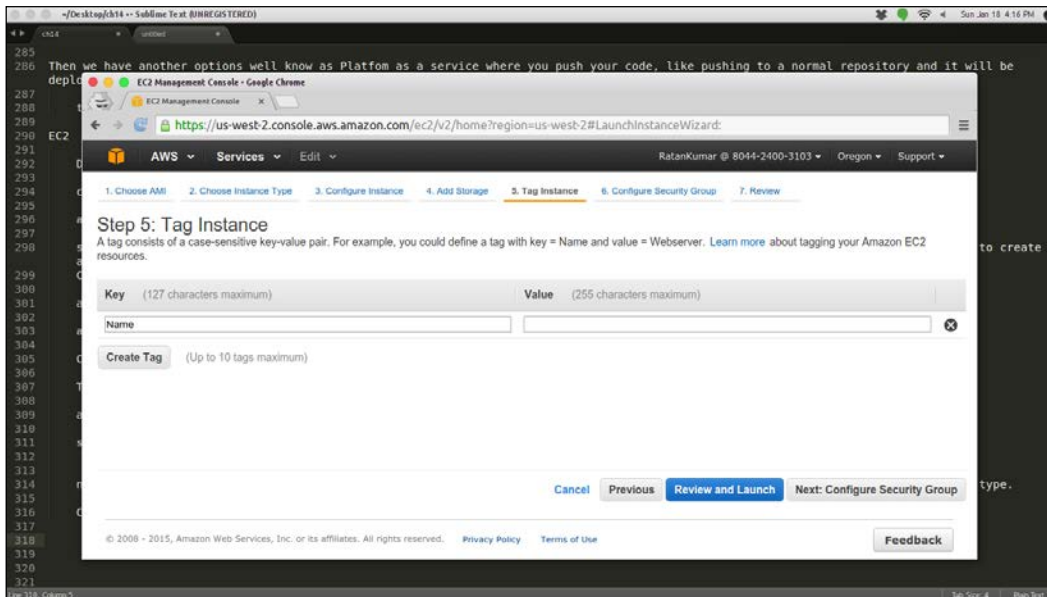 ~/Desktop/ch14 •• Sublime Text (UNREGISTERED)
Sun Jan 18 4:16 PM
ch14
untitled
285
286 Then we have another options well know as Platfom as a service where you push your code, like pushing to a normal repository and it will be
deplo
EC2 Management Console - Google Chrome
287
EC2 Management Console x
288 t
289
https://us-west-2.console.aws.amazon.com/ec2/v2/home?region=us-west-2#LaunchInstanceWizard:
290 EC2
291
AWS Services Edit RatanKumar @ 8044-2400-3103 Oregon Support
292 D
293
1. Choose AMI 2. Choose Instance Type 3. Configure Instance 4. Add Storage 5. Tag Instance 6. Configure Security Group 7. Review
294 c
295
296 a
Step 5: Tag Instance
297
A tag consists of a case-sensitive key-value pair. For example, you could define a tag with key = Name and value = Webserver. Learn more about tagging your Amazon EC2
298 s to create
resources.
a
299 C
300
Key (127 characters maximum) Value (255 characters maximum)
301 a
302
Name
303 a
304
305 C
Create Tag (Up to 10 tags maximum)
306
307 T
308
309 a
310
311 s
312
313
314 n type.
Cancel Previous Review and Launch Next: Configure Security Group
315
316 C
317
318
© 2008 - 2015, Amazon Web Services, Inc. or its affiliates. All rights reserved. Privacy Policy Terms of Use Feedback
319
320
321
Line 318, Column 5 Tab Size: 4 Plain Text